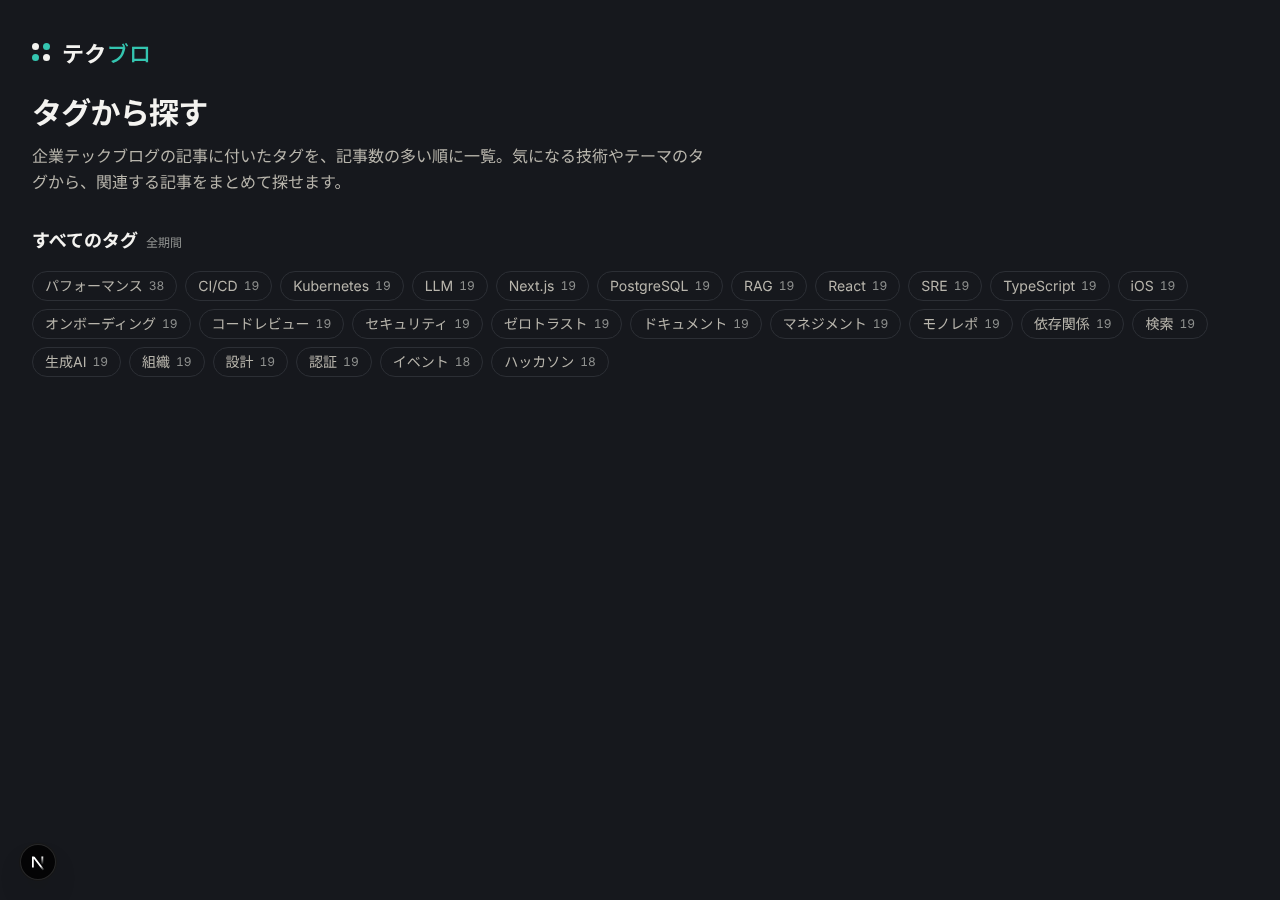 テクブロ
タグから探す
企業テックブログの記事に付いたタグを、記事数の多い順に一覧。気になる技術やテーマのタ
グから、関連する記事をまとめて探せます。
すべてのタグ 全期間
パフォーマンス 38 CI/CD 19 Kubernetes 19 LLM 19 Next.js 19 PostgreSQL 19 RAG 19 React 19 SRE 19 TypeScript 19 iOS 19
オンボーディング 19 コードレビュー 19 セキュリティ 19 ゼロトラスト 19 ドキュメント 19 マネジメント 19 モノレポ 19 依存関係 19 検索 19
生成AI 19 組織 19 設計 19 認証 19 イベント 18 ハッカソン 18
N